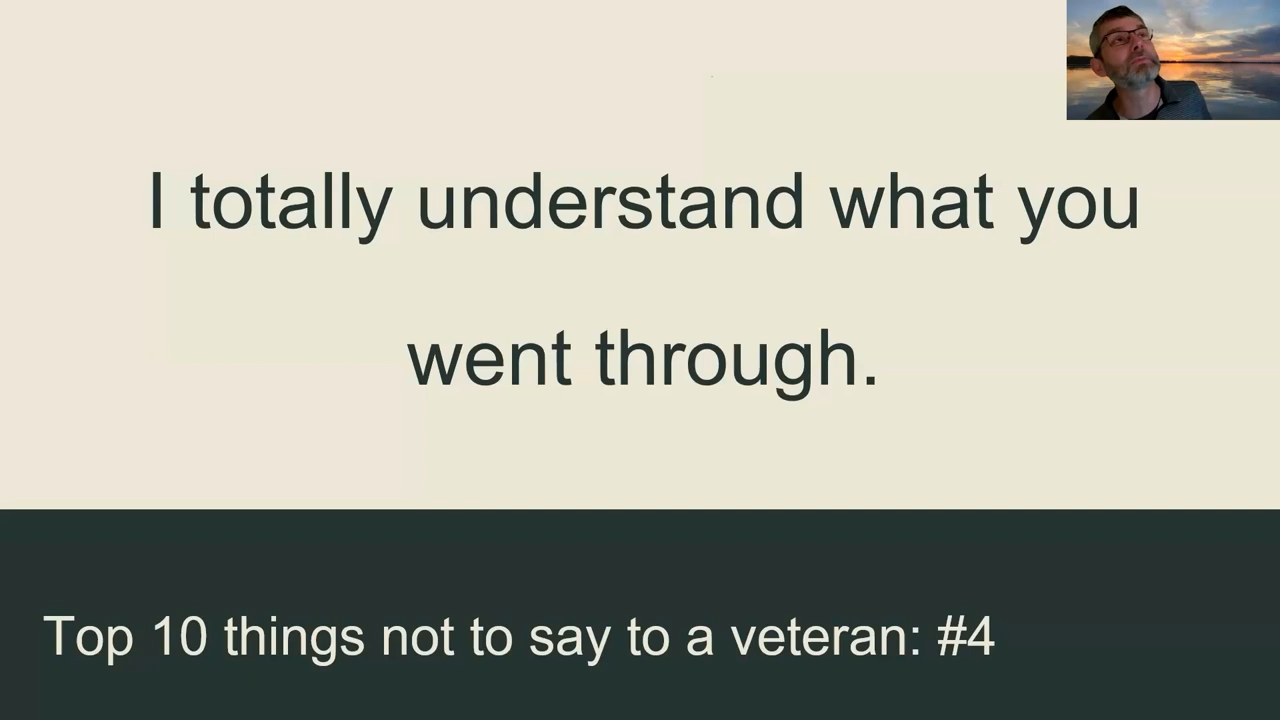 I totally understand what you
went through.
Top 10 things not to say to a veteran: #4